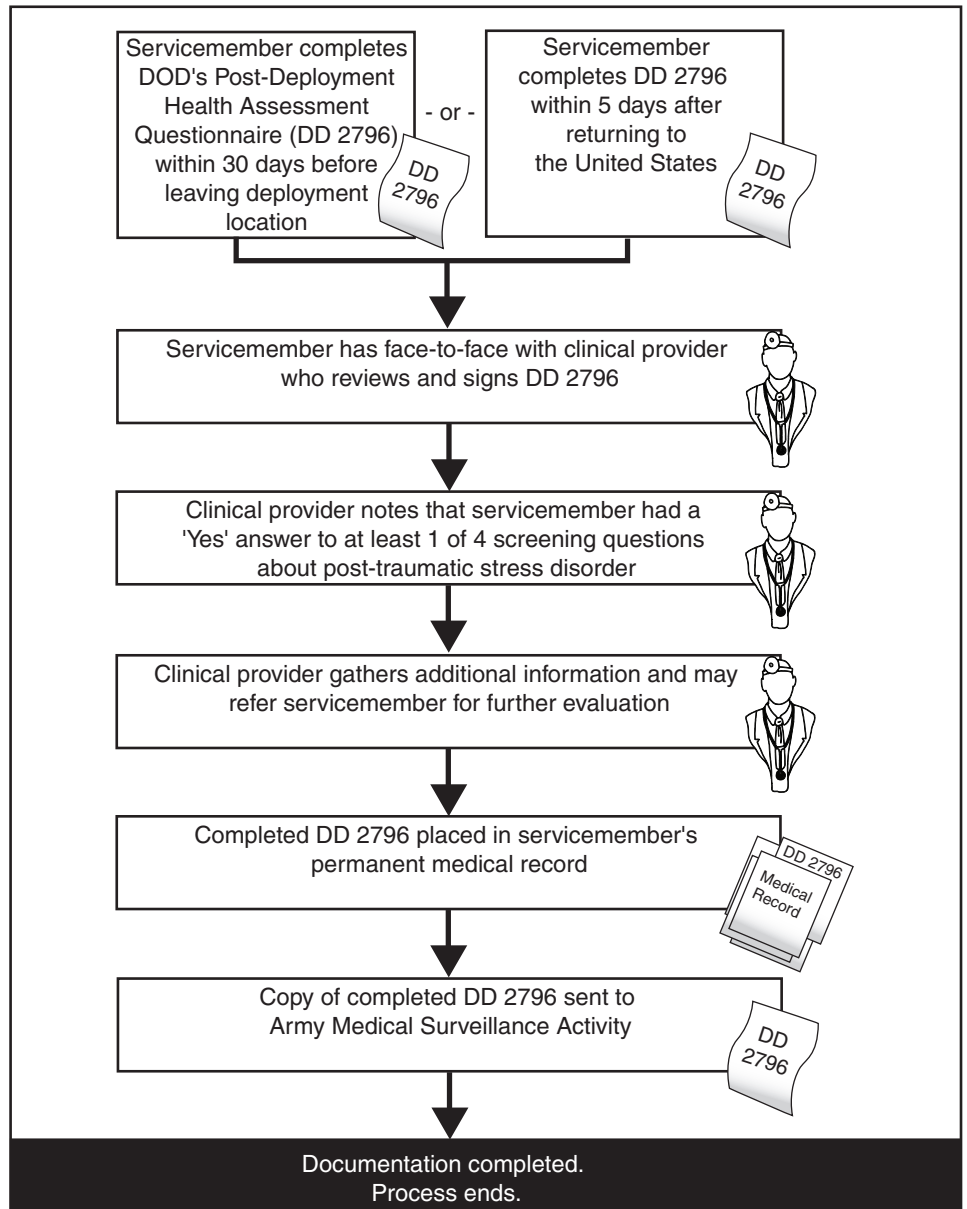 Servicemember completes
DOD's Post-Deployment
Health Assessment
Questionnaire (DD 2796)
within 30 days before
leaving deployment
location
DD
2796
- or -
Servicemember
completes DD 2796
within 5 days after
returning to
the United States
DD
2796
Servicemember has face-to-face with clinical provider
who reviews and signs DD 2796
Clinical provider notes that servicemember had a
'Yes' answer to at least 1 of 4 screening questions
about post-traumatic stress disorder
Clinical provider gathers additional information and may
refer servicemember for further evaluation
Completed DD 2796 placed in servicemember's
permanent medical record
DD 2796
Medical
Record
Copy of completed DD 2796 sent to
Army Medical Surveillance Activity
DD
2796
Documentation completed.
Process ends.